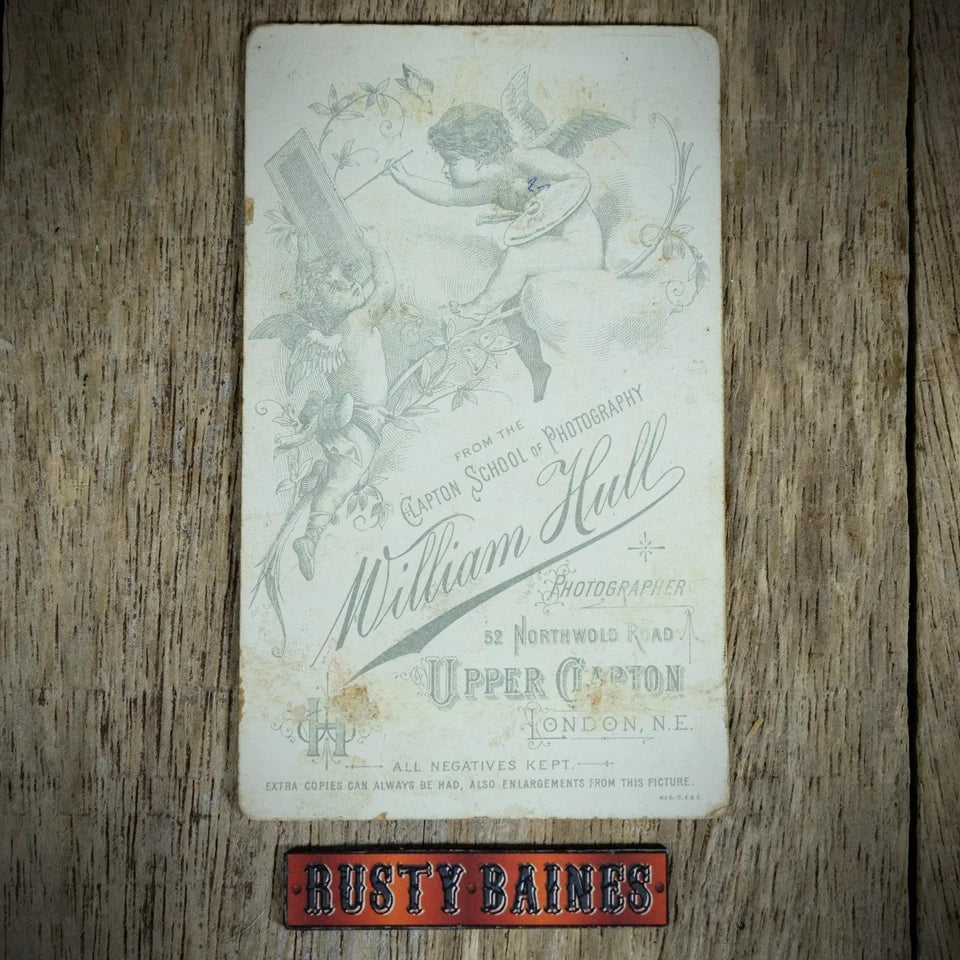 FROM THE
CLAPTON SCHOOL OF PHOTOGRAPHY
William Hull
PHOTOGRAPHER
52 NORTHWOLD ROAD
UPPER CLAPTON
LONDON, N.E.
ALL NEGATIVES KEPT.
EXTRA COPIES CAN ALWAYS BE HAD, ALSO ENLARGEMENTS FROM THIS PICTURE.
RUSTY BAINES